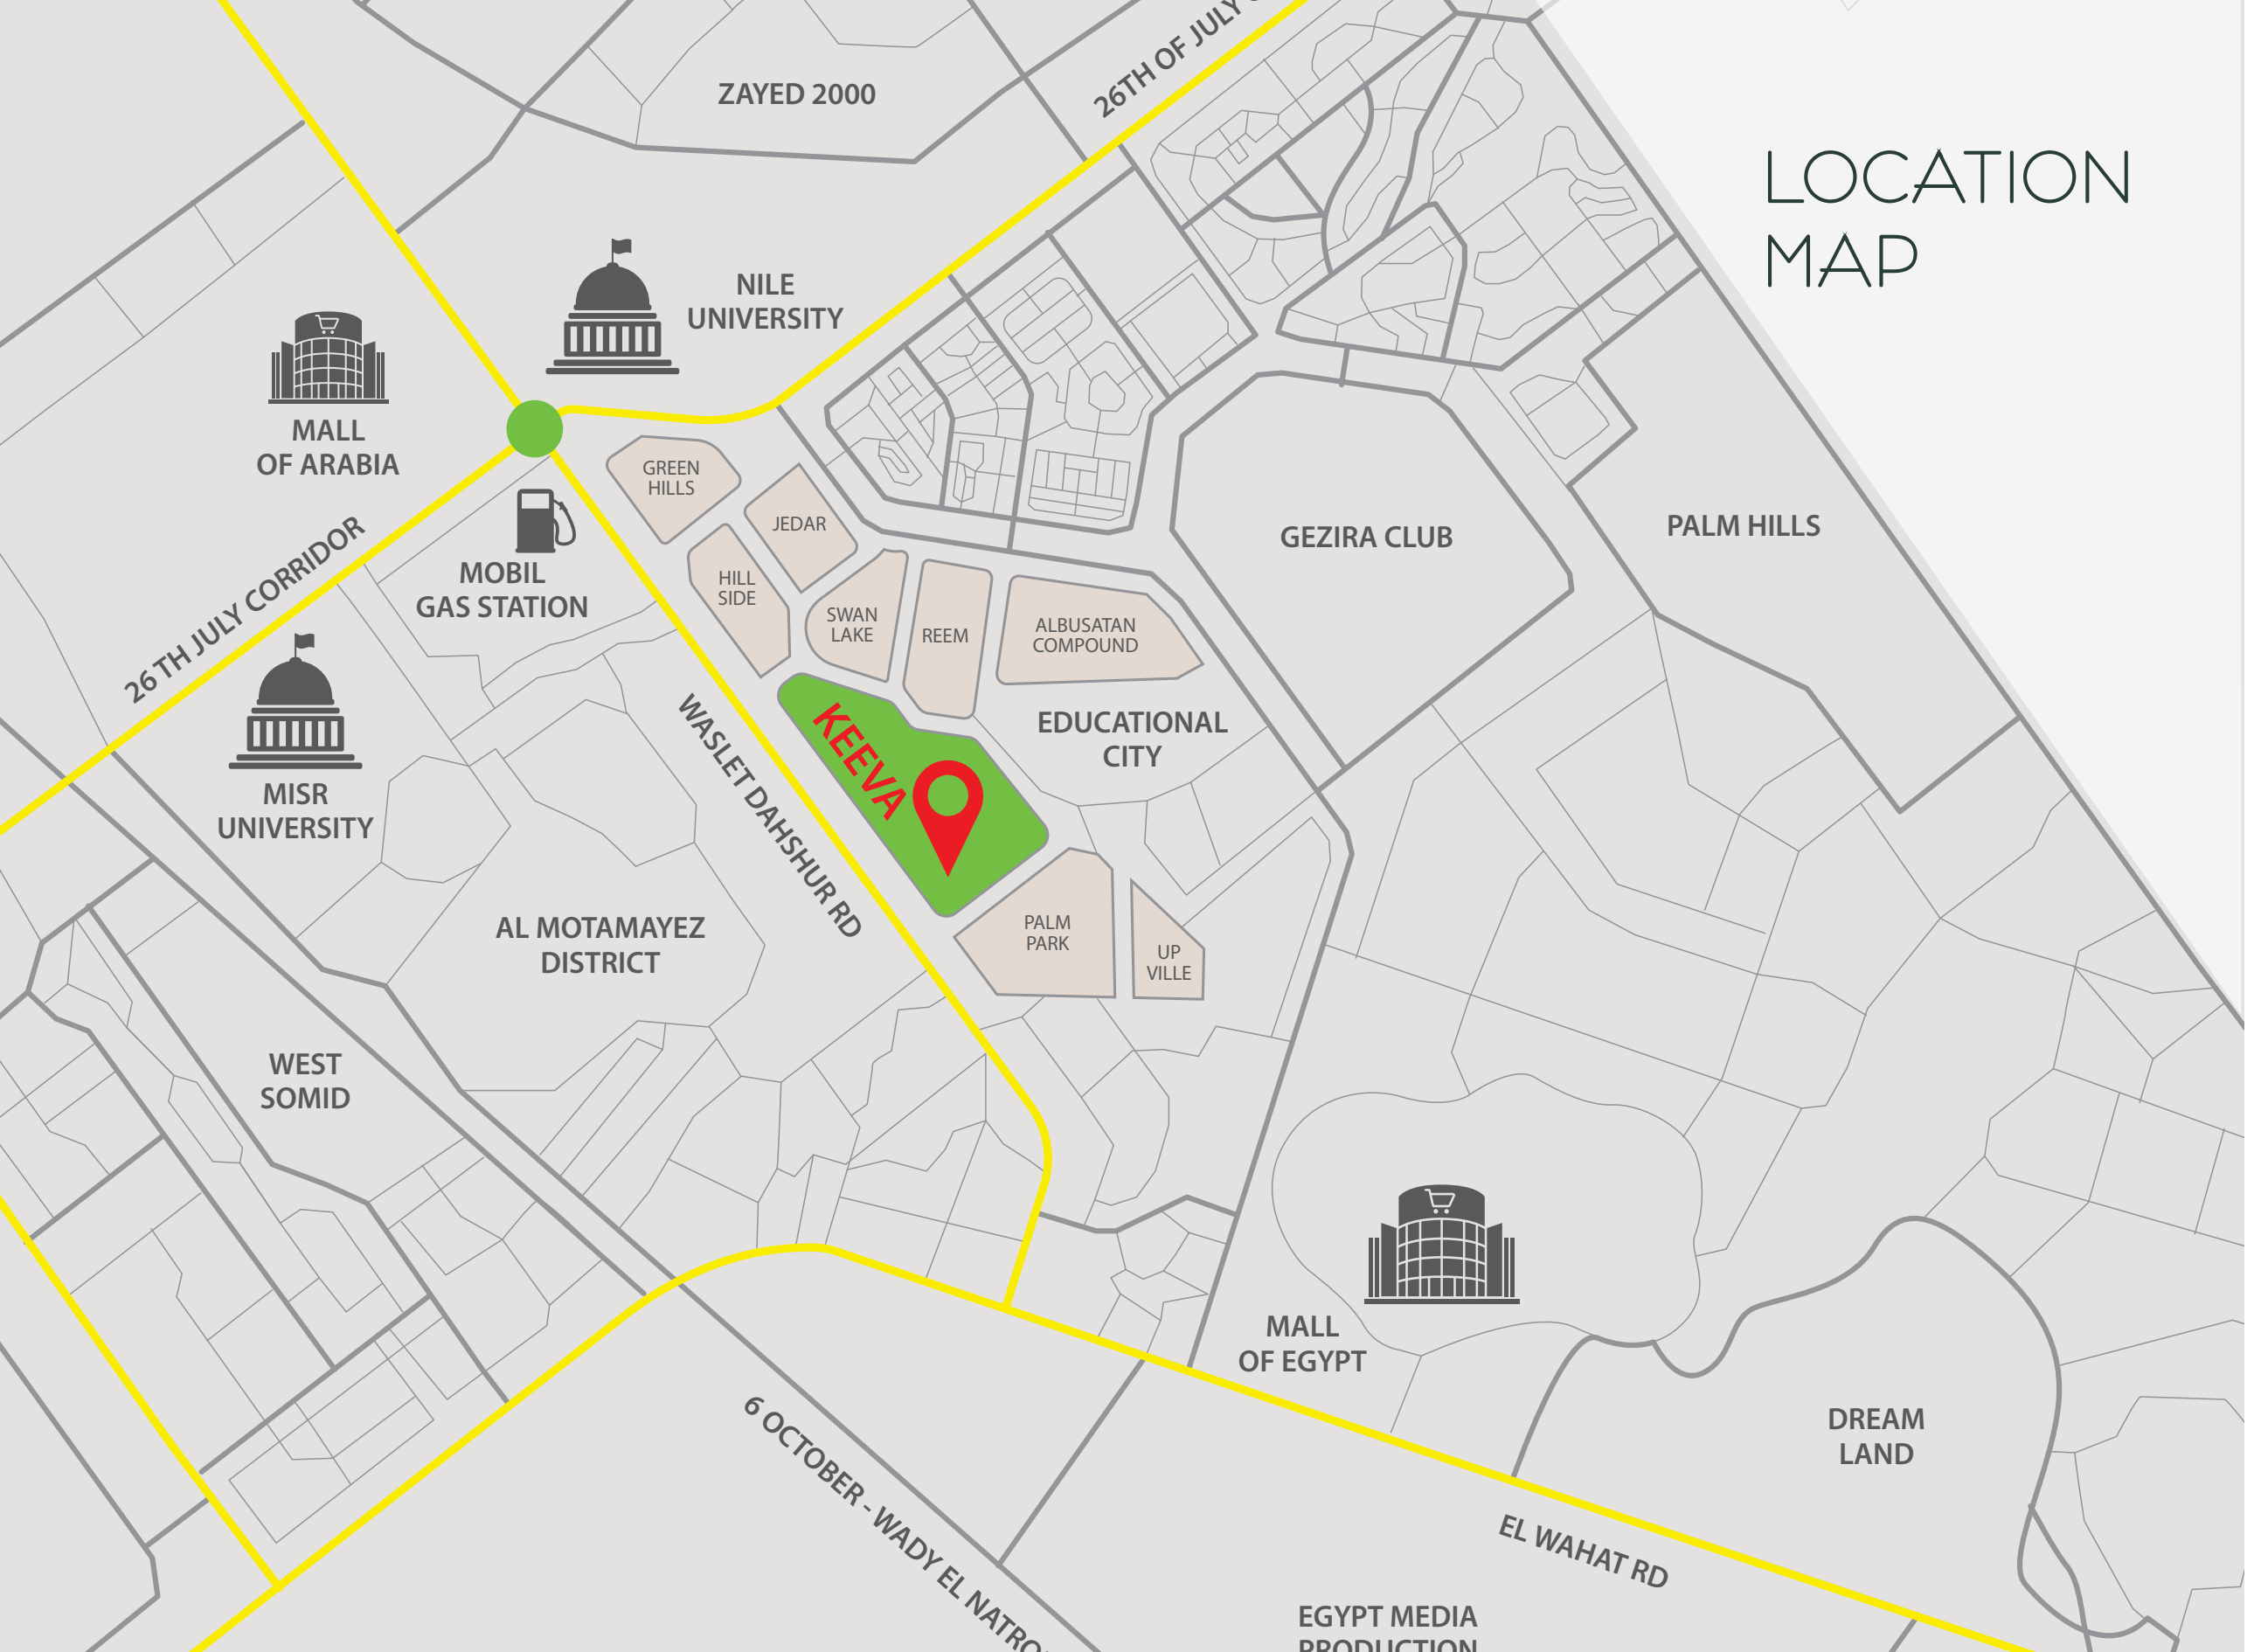 LOCATION
MAP
ZAYED 2000
26TH OF JULY
NILE
UNIVERSITY
MALL
OF ARABIA
GREEN
HILLS
JEDAR
MOBIL
GAS STATION
26 TH JULY CORRIDOR
HILL
SIDE
SWAN
LAKE
REEM
ALBUSATAN
COMPOUND
GEZIRA CLUB
PALM HILLS
MISR
UNIVERSITY
WASLET DAHSHUR RD
KEEVA
EDUCATIONAL
CITY
AL MOTAMAYEZ
DISTRICT
PALM
PARK
UP
VILLE
WEST
SOMID
MALL
OF EGYPT
DREAM
LAND
6 OCTOBER - WADY EL NATRO
EL WAHAT RD
EGYPT MEDIA
PRODUCTION